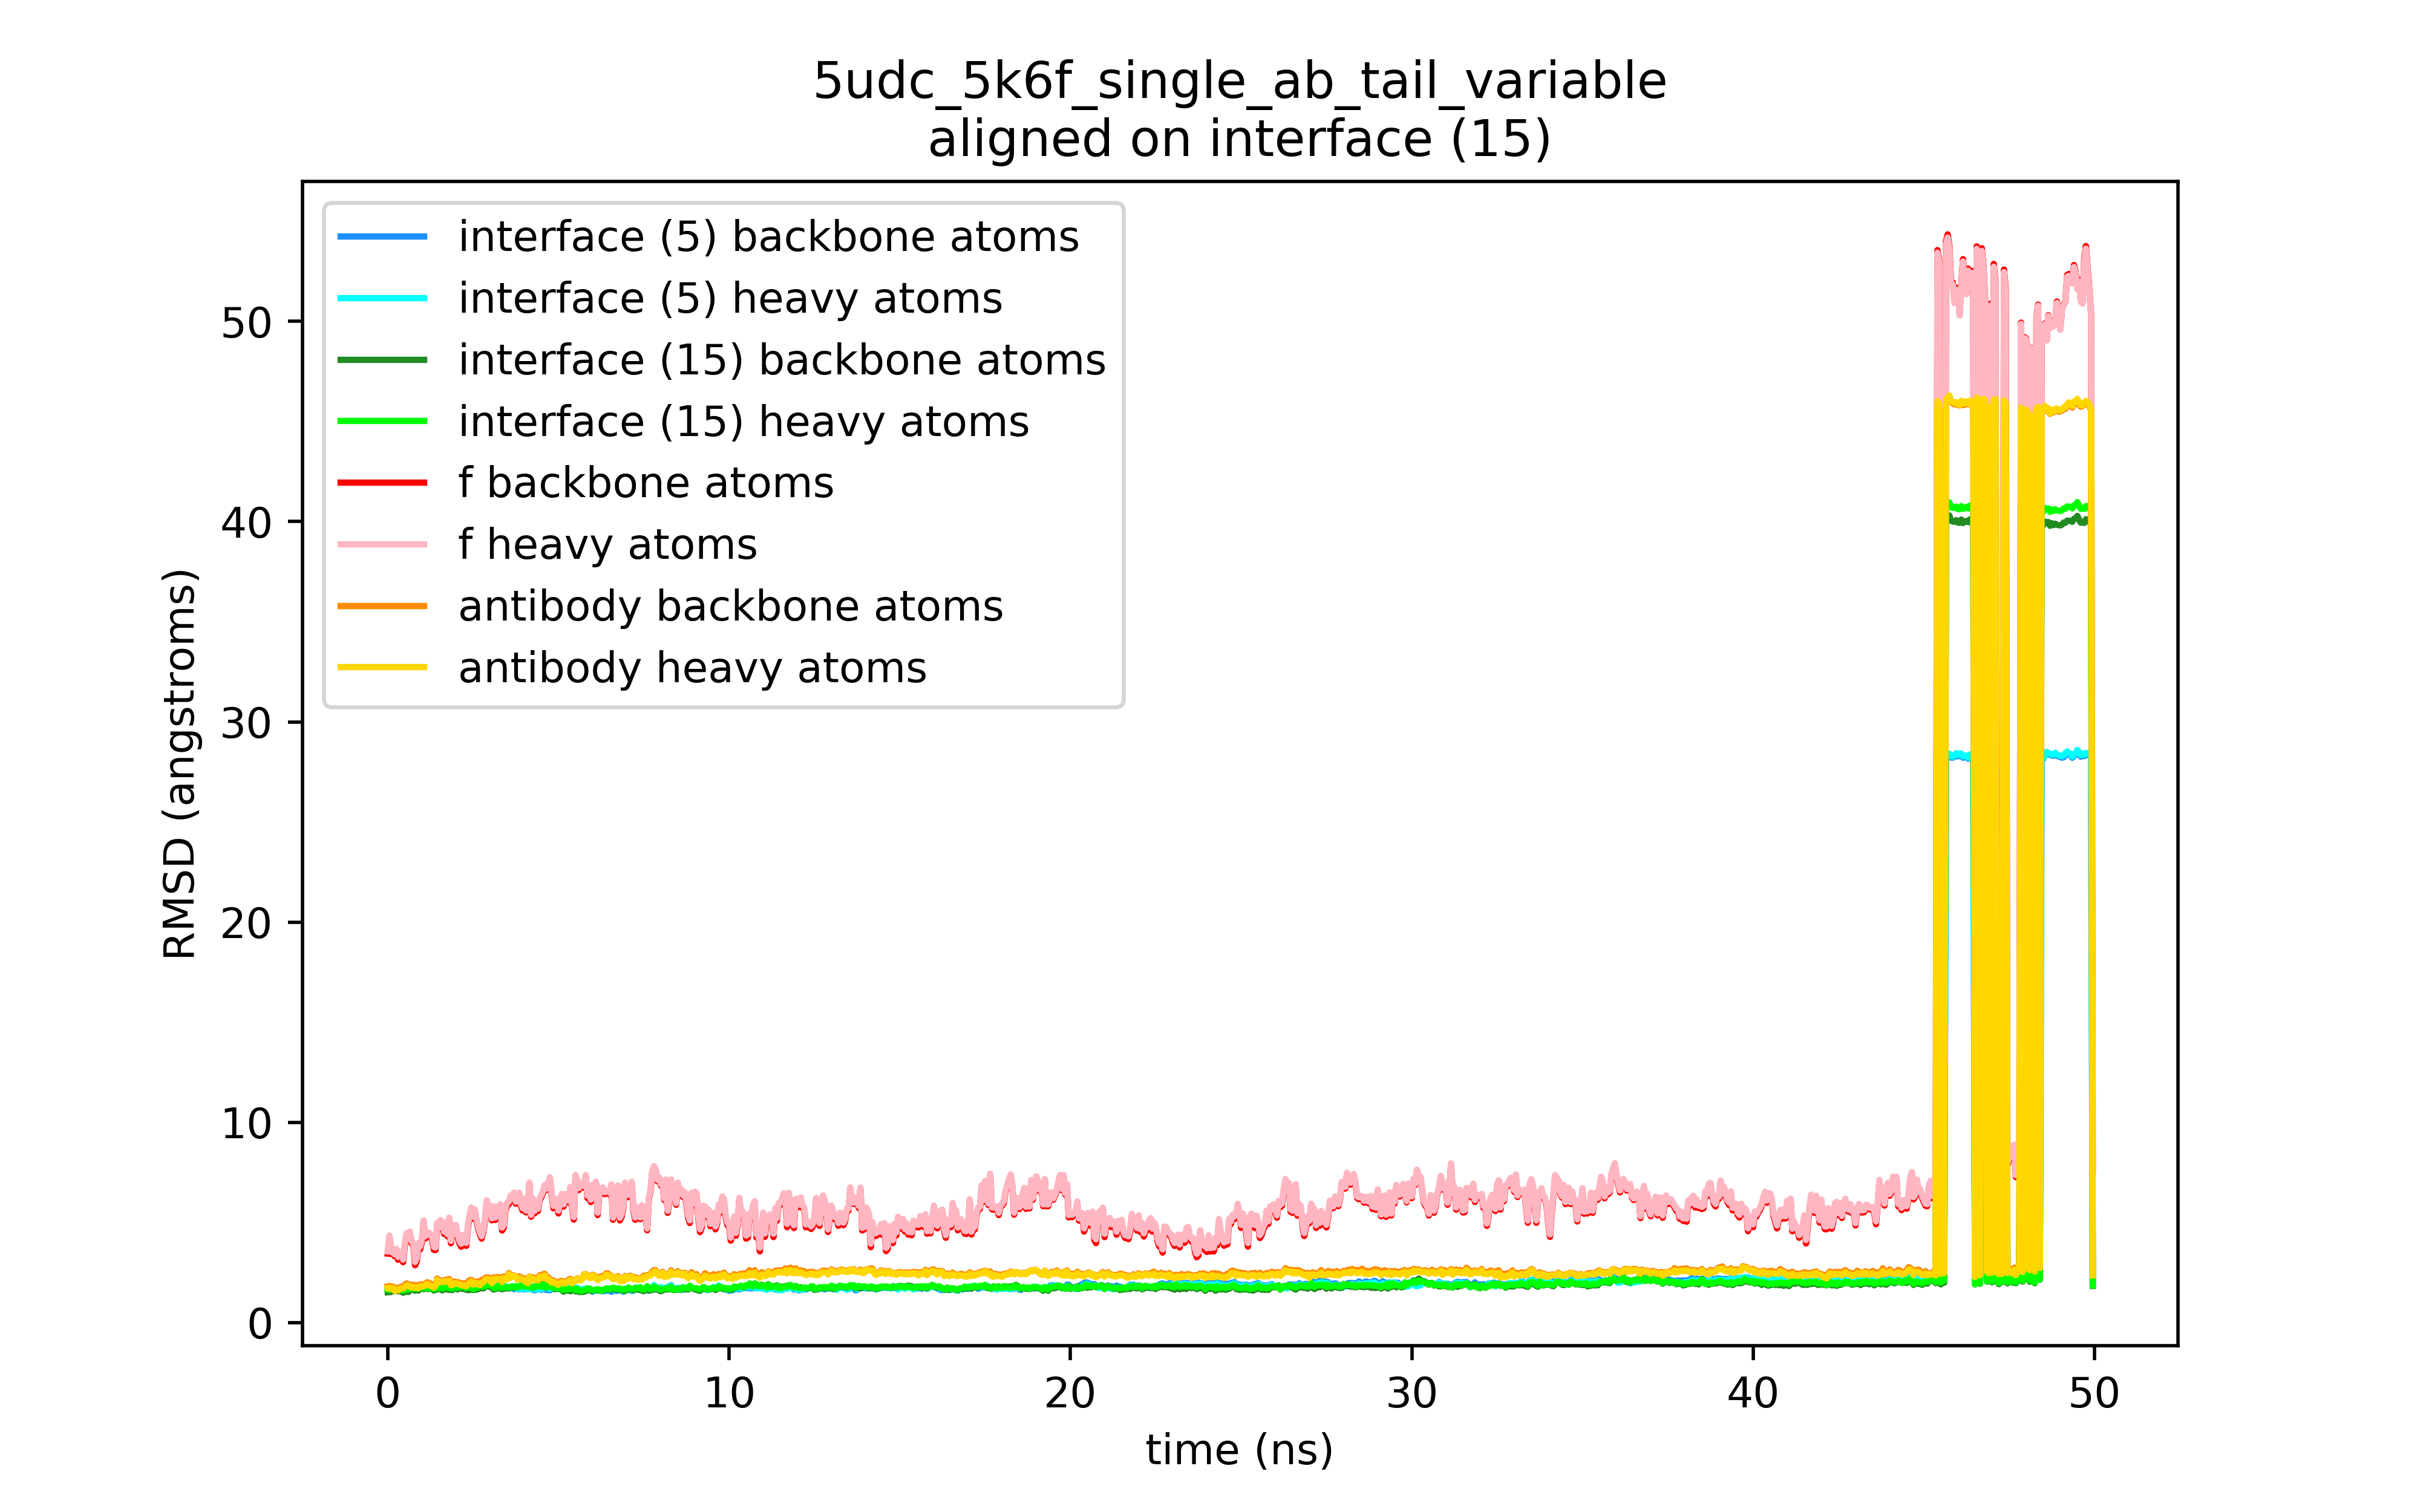 5udc_5k6f_single_ab_tail_variable
aligned on interface (15)
interface (5) backbone atoms
interface (5) heavy atoms
interface (15) backbone atoms
interface (15) heavy atoms
f backbone atoms
f heavy atoms
antibody backbone atoms
antibody heavy atoms
RMSD (angstroms)
50
40
30
20
10
0
0 10 20 30 40 50
time (ns)